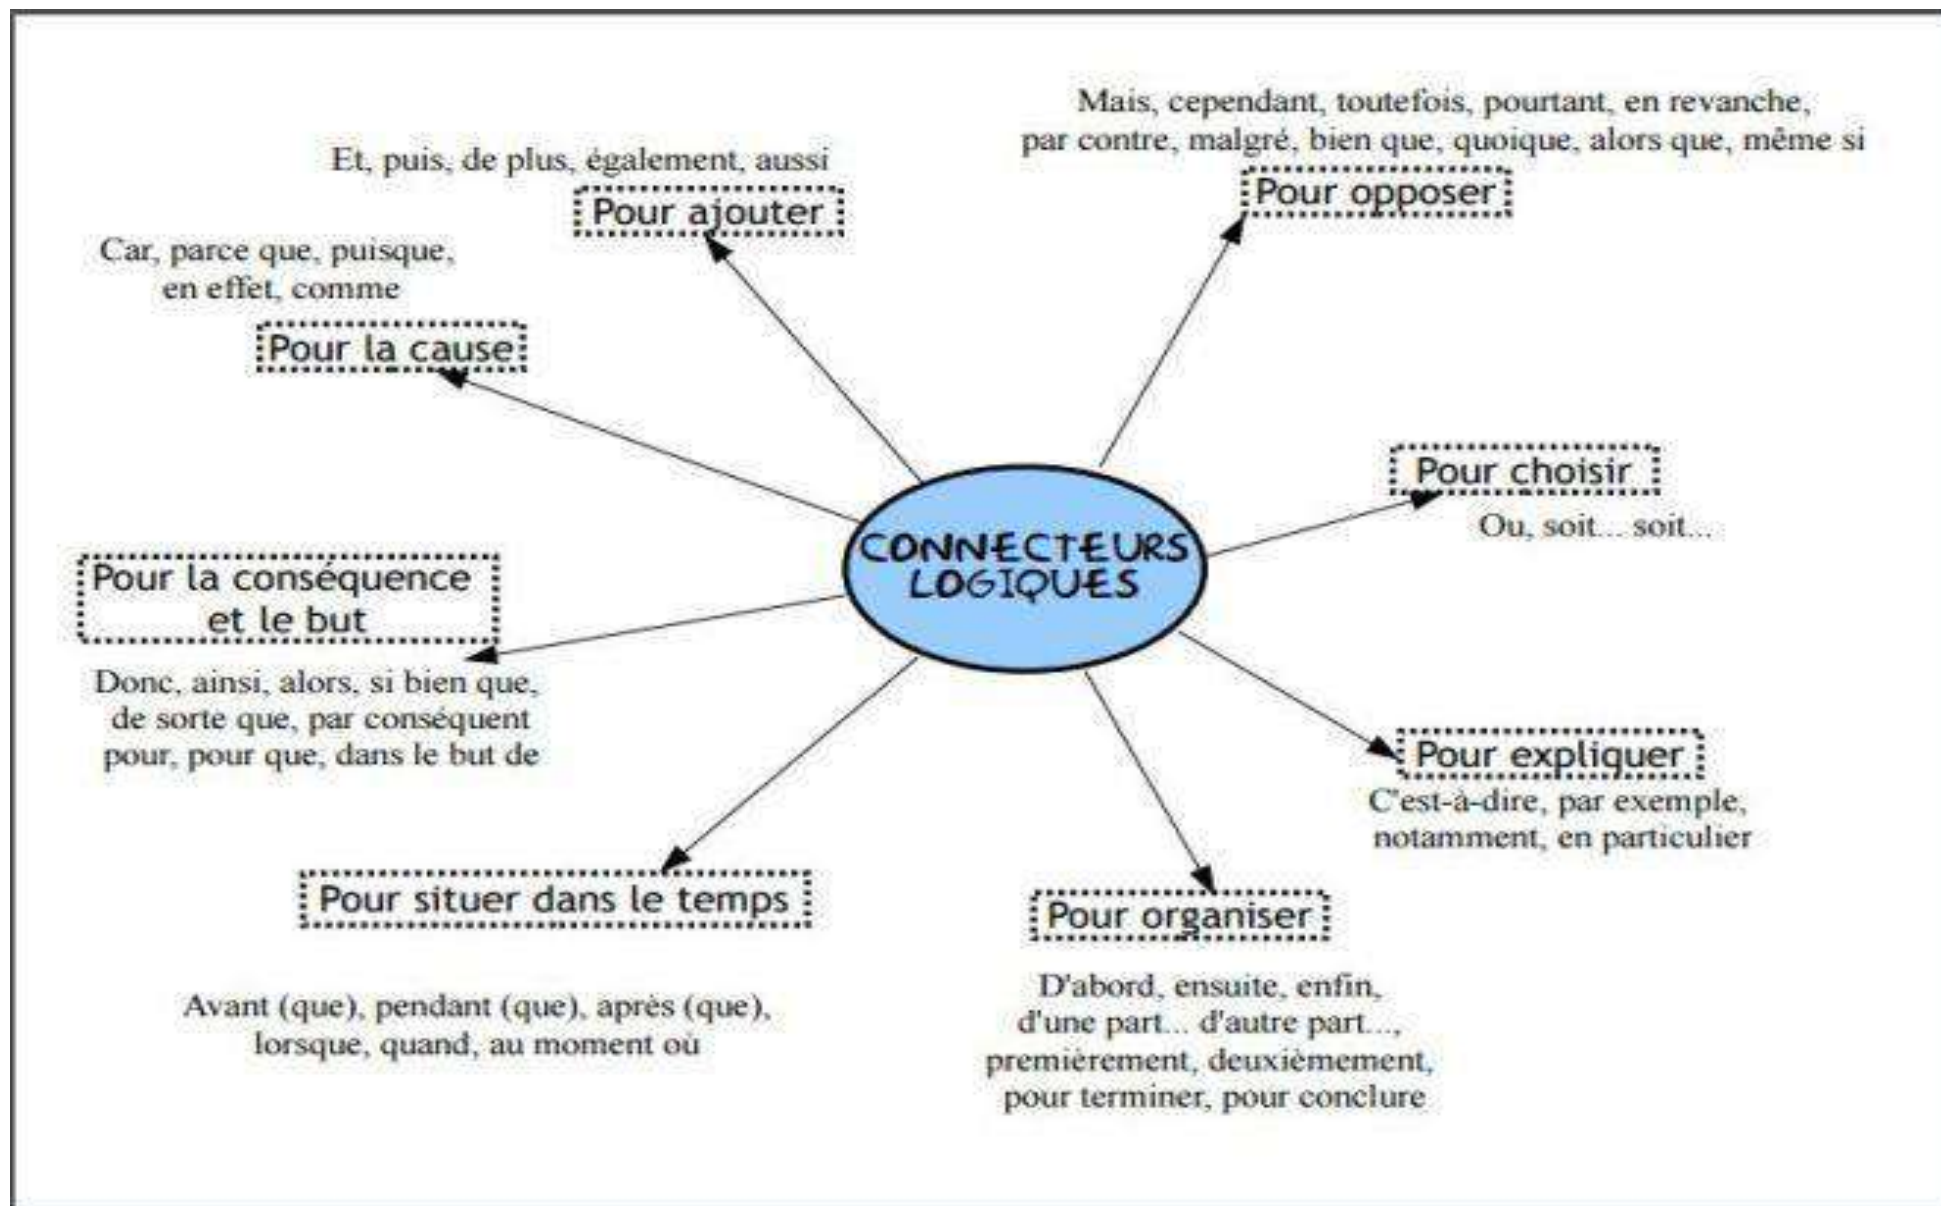 Et, puis, de plus, également, aussi
Pour ajouter
Mais, cependant, toutefois, pourtant, en revanche,
par contre, malgré, bien que, quoique, alors que, même si
Pour opposer
Car, parce que, puisque,
en effet, comme
Pour la cause
Pour choisir
Ou, soit... soit...
CONNECTEURS
LOGIQUES
Pour la conséquence
et le but
Donc, ainsi, alors, si bien que,
de sorte que, par conséquent
pour, pour que, dans le but de
Pour expliquer
C'est-à-dire, par exemple,
notamment, en particulier
Pour situer dans le temps
Avant (que), pendant (que), après (que),
lorsque, quand, au moment où
Pour organiser
D'abord, ensuite, enfin,
d'une part... d'autre part...,
premièrement, deuxièmement,
pour terminer, pour conclure